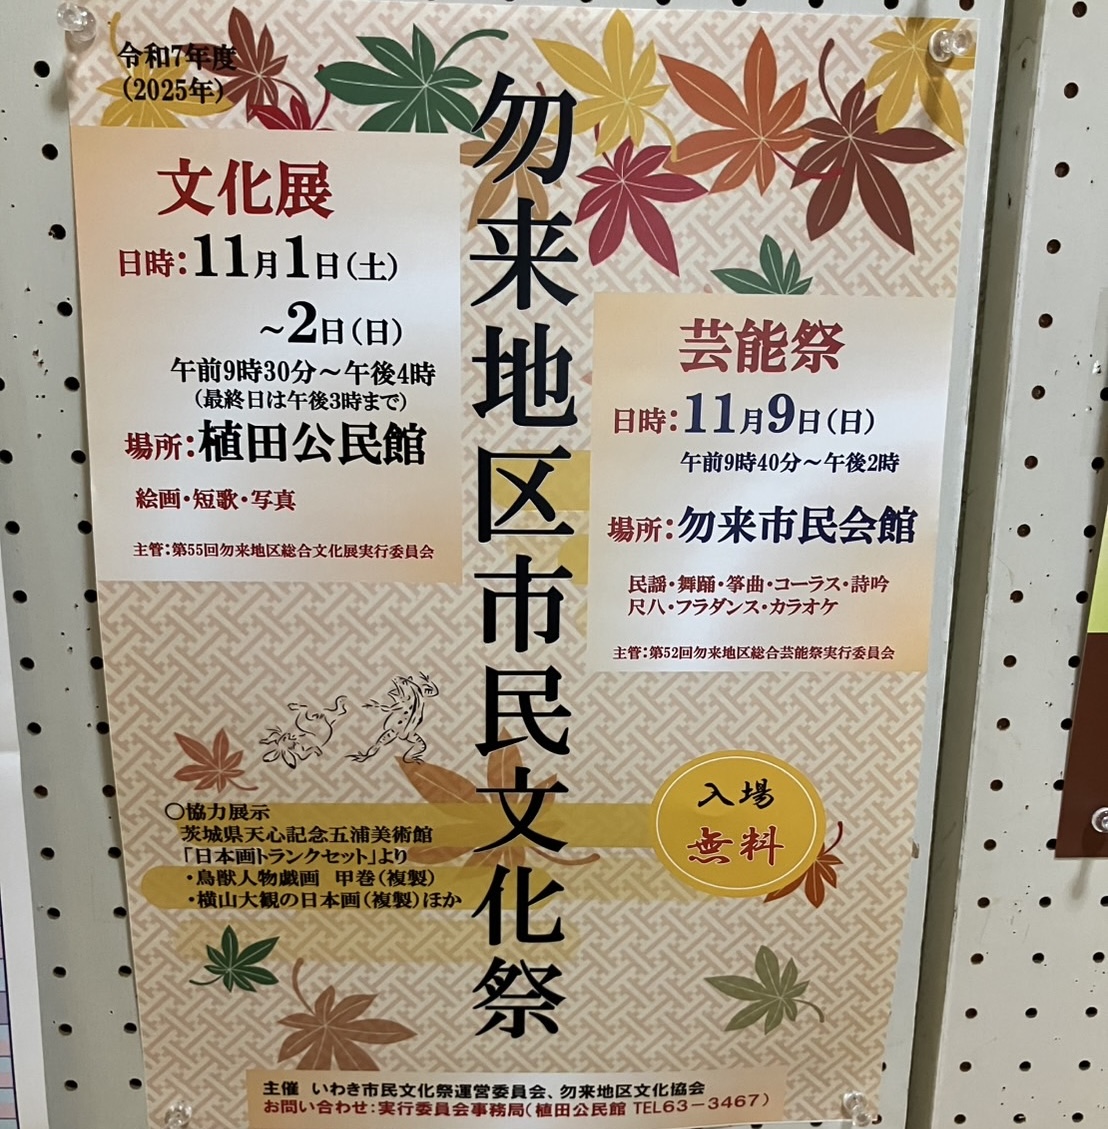 令和7年度
(2025年)
勿来地区市民文化祭
文化展
日時:11月1日(土)
~2日(日)
午前9時30分~午後4時
(最終日は午後3時まで)
場所:植田公民館
絵画・短歌・写真
主管:第55回勿来地区総合文化展実行委員会
芸能祭
日時:11月9日(日)
午前9時40分~午後2時
場所:勿来市民会館
民謡・舞踊・箏曲・コーラス・詩吟
尺八・フラダンス・カラオケ
主管:第52回勿来地区総合芸能祭実行委員会
○協力展示
茨城県天心記念五浦美術館
「日本画トランクセット」より
・鳥獣人物戯画 甲巻(複製)
・横山大観の日本画(複製)ほか
入場
無料
主催 いわき市民文化祭運営委員会、勿来地区文化協会
お問い合わせ:実行委員会事務局(植田公民館 TEL63-3467)